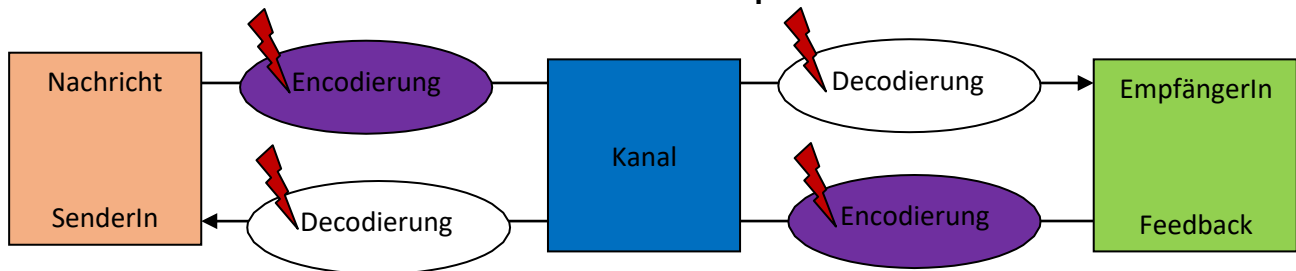 Nachricht
Encodierung
Decodierung
EmpfängerIn
Kanal
SenderIn
Decodierung
Encodierung
Feedback